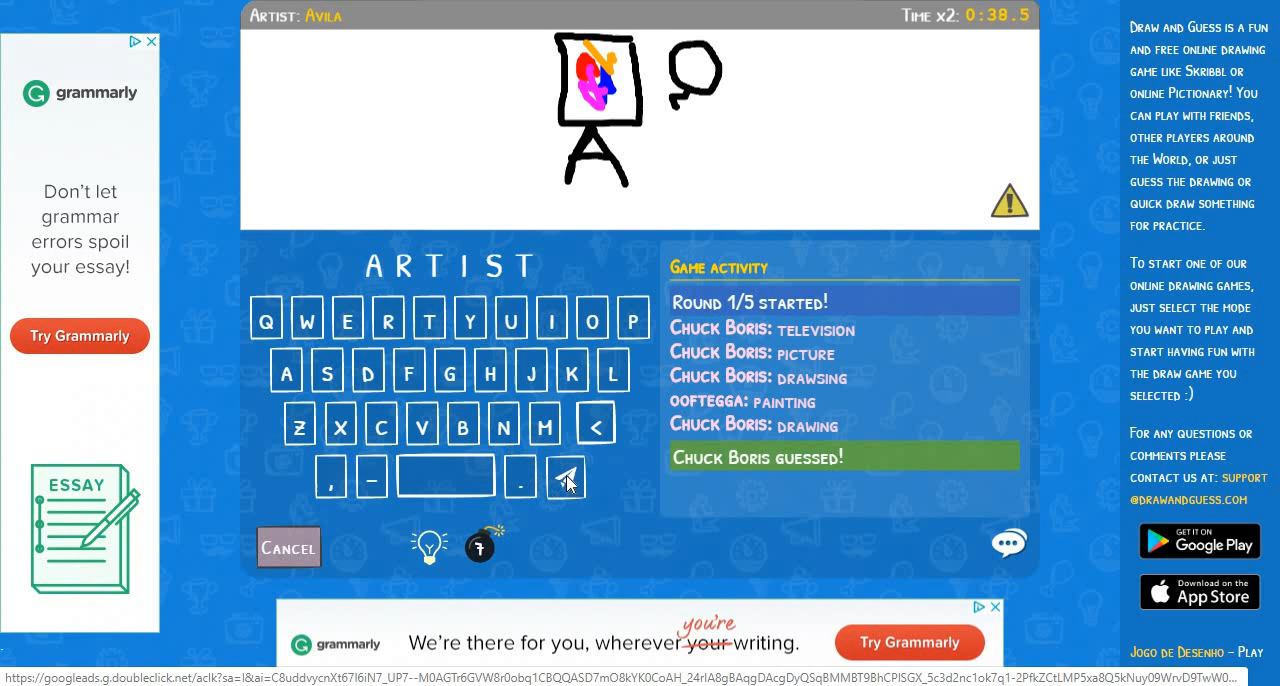 Artist: Avila
Time x2: 0:38.5
grammarly
Don't let
grammar
errors spoil
your essay!
Try Grammarly
ESSAY
ARTIST
Q W E R T Y U I O P
A S D F G H J K L
Z X C V B N M <
, - .
Cancel
7
Game activity
Round 1/5 started!
Chuck Boris: television
Chuck Boris: picture
Chuck Boris: drawsing
ooftegga: painting
Chuck Boris: drawing
Chuck Boris guessed!
Draw and Guess is a fun
and free online drawing
game like Skribbl or
online Pictionary! You
can play with friends,
other players around
the World, or just
guess the drawing or
quick draw something
for practice.
To start one of our
online drawing games,
just select the mode
you want to play and
start having fun with
the draw game you
selected :)
For any questions or
comments please
contact us at: support
@drawandguess.com
GET IT ON
Google Play
Download on the
App Store
Jogo de Desenho - Play
grammarly
you're
We're there for you, wherever your writing.
Try Grammarly